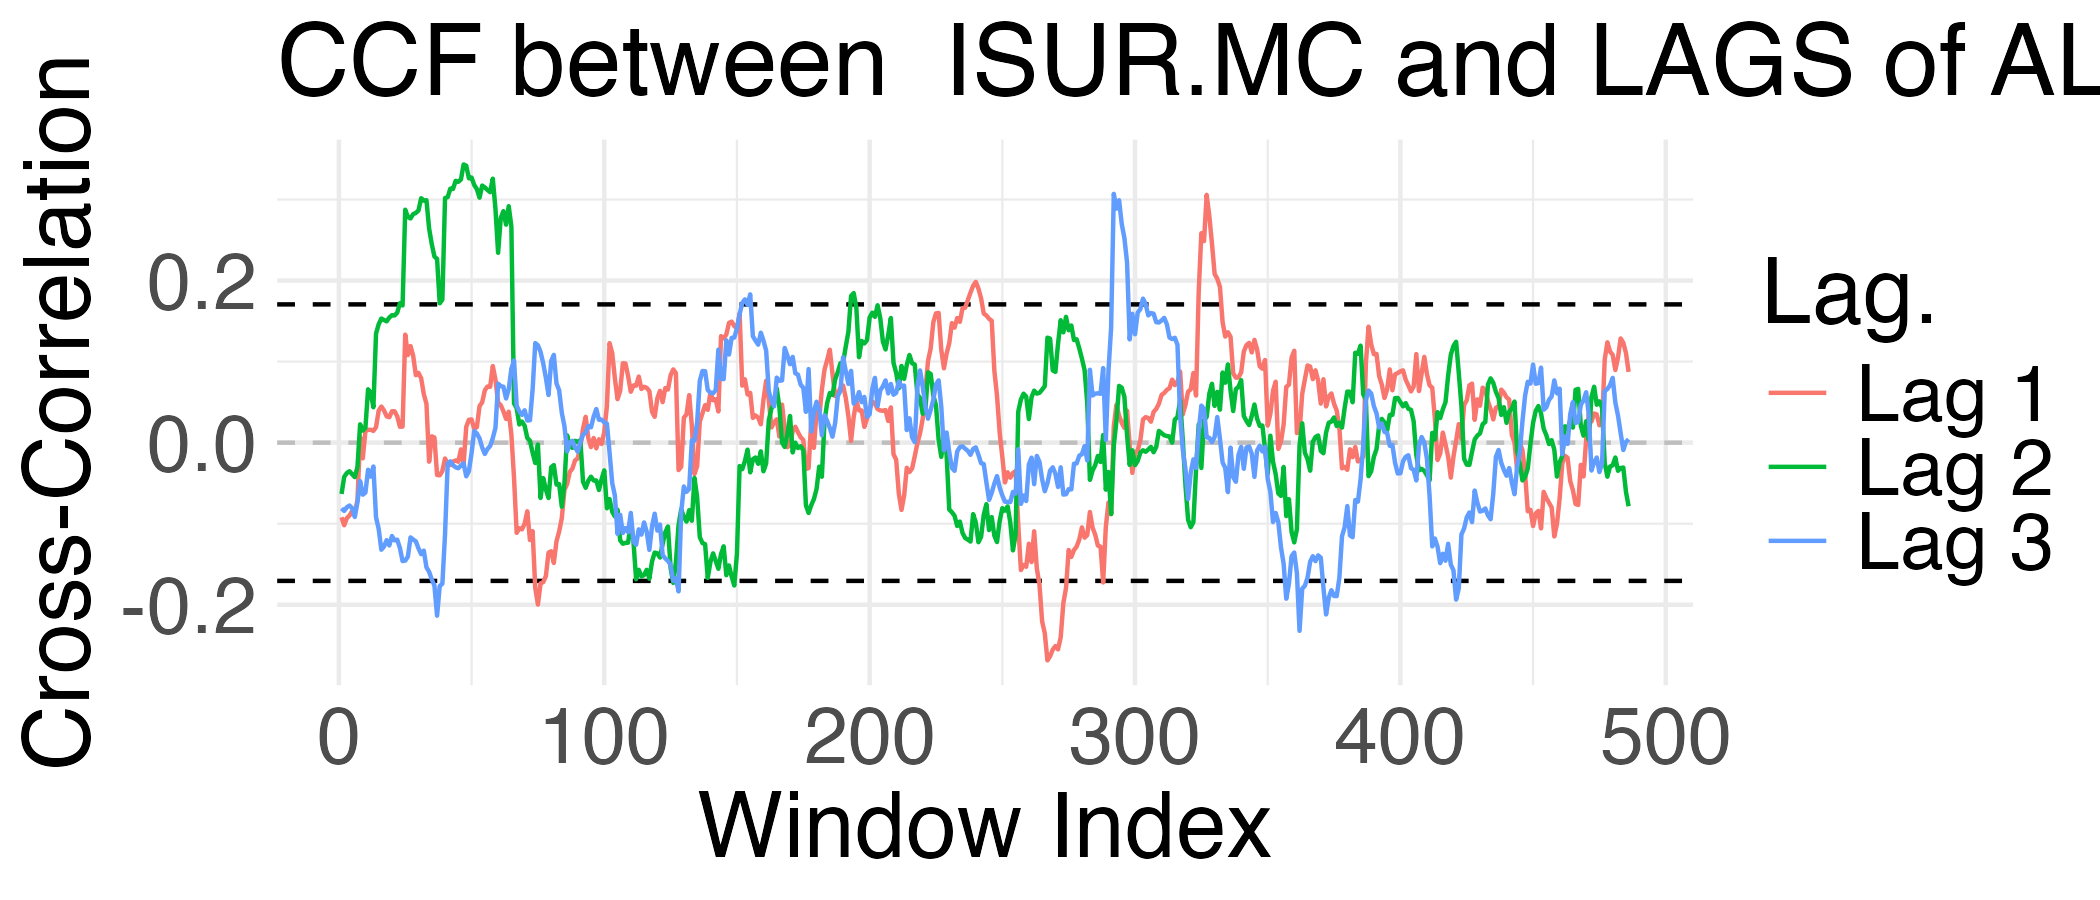 CCF between ISUR.MC and LAGS of AL
Cross-Correlation
0.2
0.0
-0.2
0 100 200 300 400 500
Window Index
Lag.
Lag 1
Lag 2
Lag 3